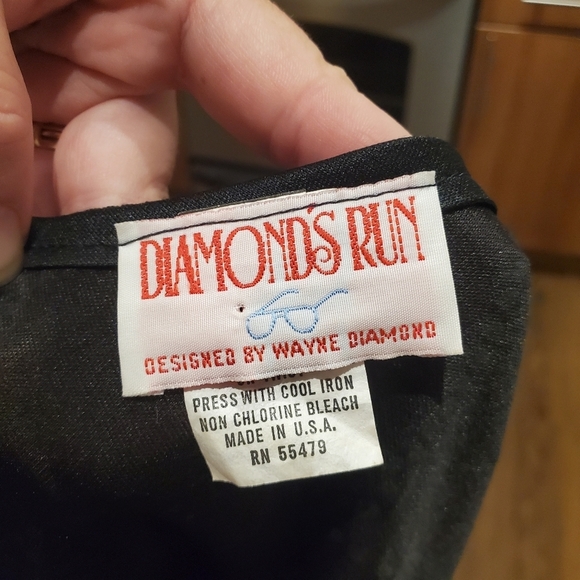 DIAMOND'S RUN
DESIGNED BY WAYNE DIAMOND
PRESS WITH COOL IRON
NON CHLORINE BLEACH
MADE IN U.S.A.
RN 55479